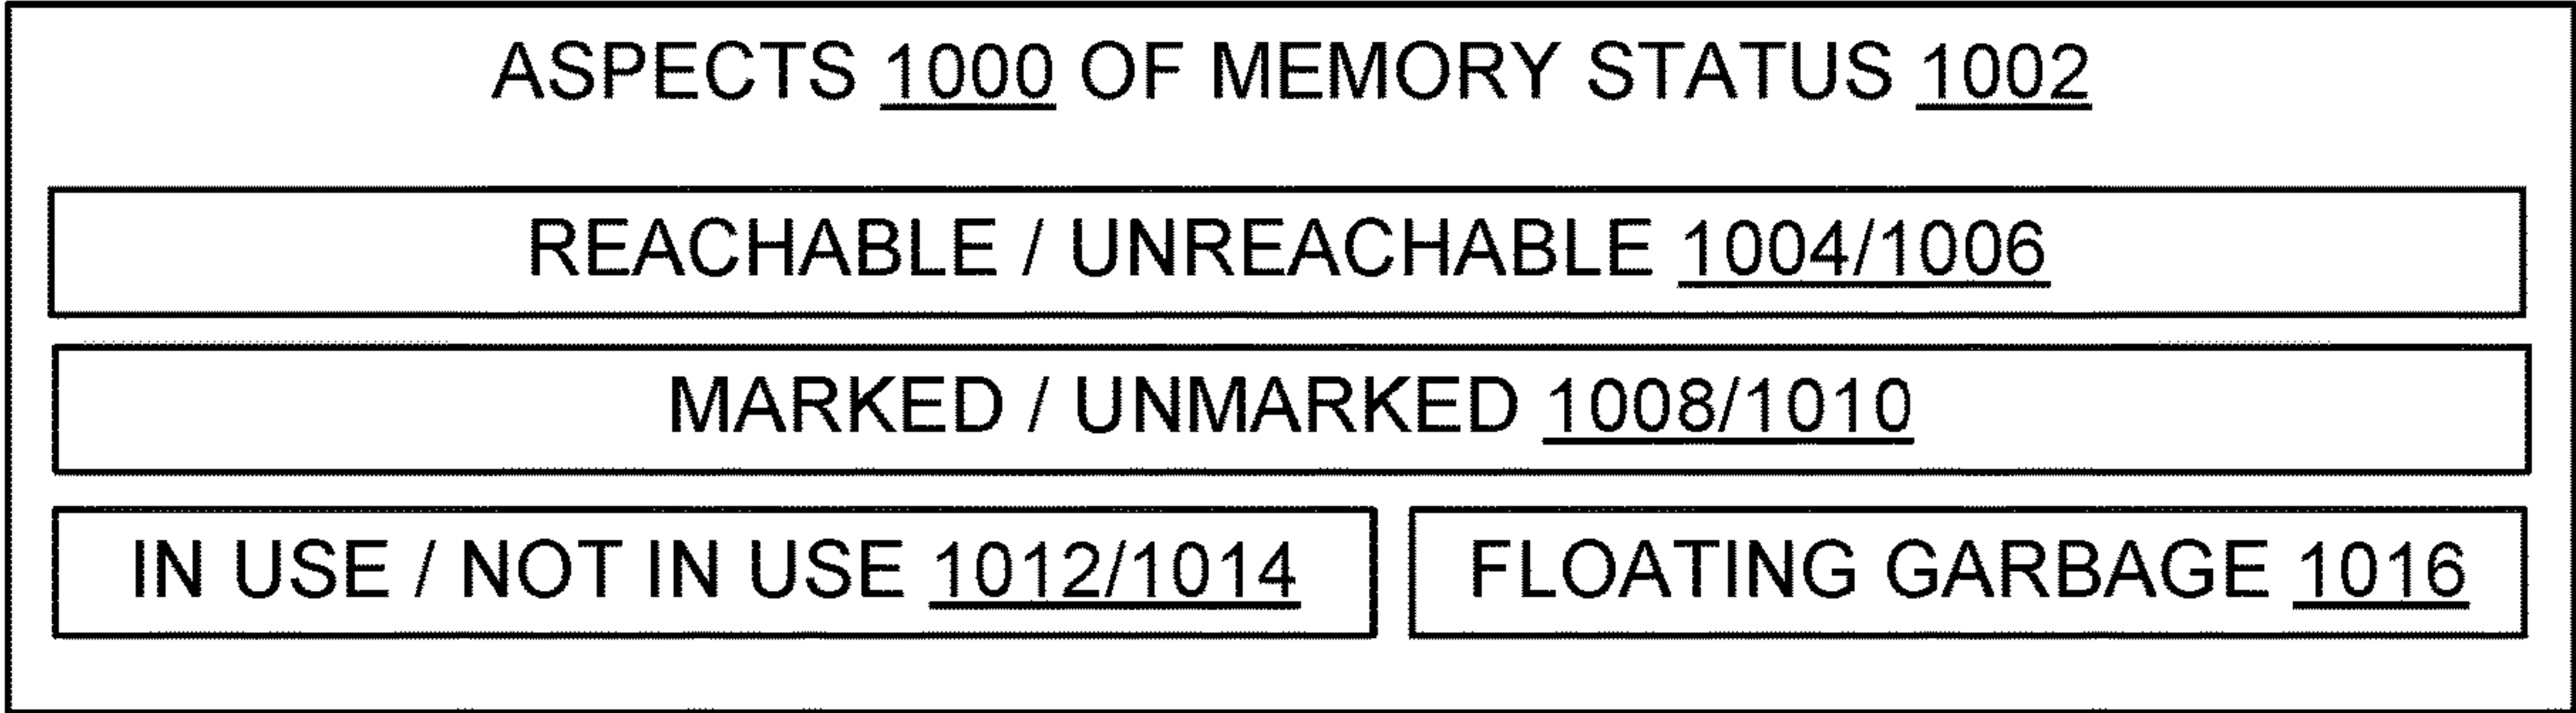 ASPECTS 1000 OF MEMORY STATUS 1002
REACHABLE / UNREACHABLE 1004/1006
MARKED / UNMARKED 1008/1010
IN USE / NOT IN USE 1012/1014
FLOATING GARBAGE 1016